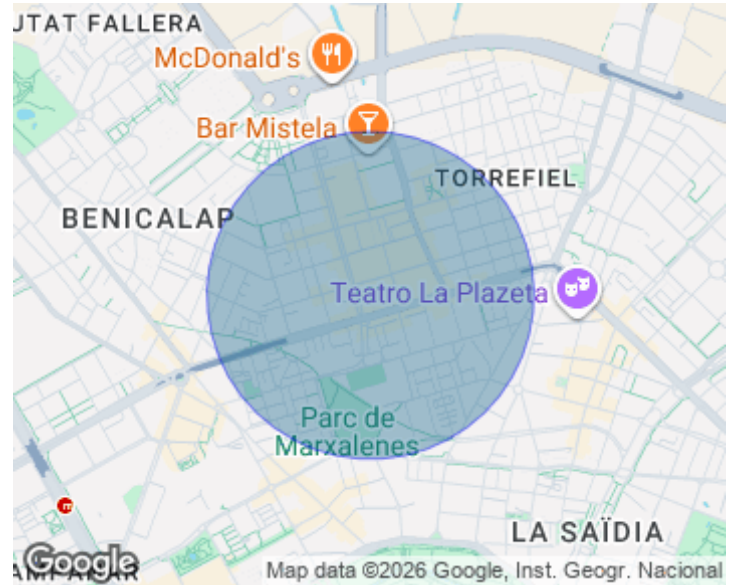 UTAT FALLERA
McDonald's
Bar Mistela
TORREFIEL
BENICALAP
Teatro La Plazeta
Parc de
Marxalenes
LA SAÏDIA
AMPANAR
Google
Map data ©2026 Google, Inst. Geogr. Nacional